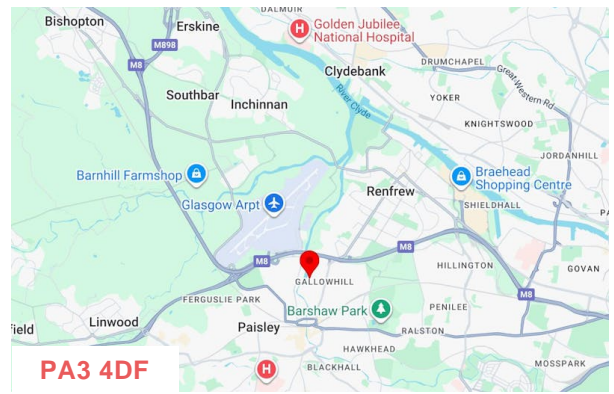 DALMUIR
Bishopton
Erskine
Golden Jubilee
National Hospital
H
M898
M8
Clydebank
DRUMCHAPEL
Great Western Rd
Southbar
Inchinnan
River Clyde
YOKER
KNIGHTSWOOD
JORDANHILL
Barnhill Farmshop
Braehead
Shopping Centre
Renfrew
Glasgow Arpt
SHIELDHALL
PA
M8
M8
HILLINGTON
GOVAN
GALLOWHILL
M8
FERGUSLIE PARK
Barshaw Park
PENILEE
Linwood
field
Paisley
RALSTON
HAWKHEAD
MOSSPARK
H
BLACKHALL
PA3 4DF